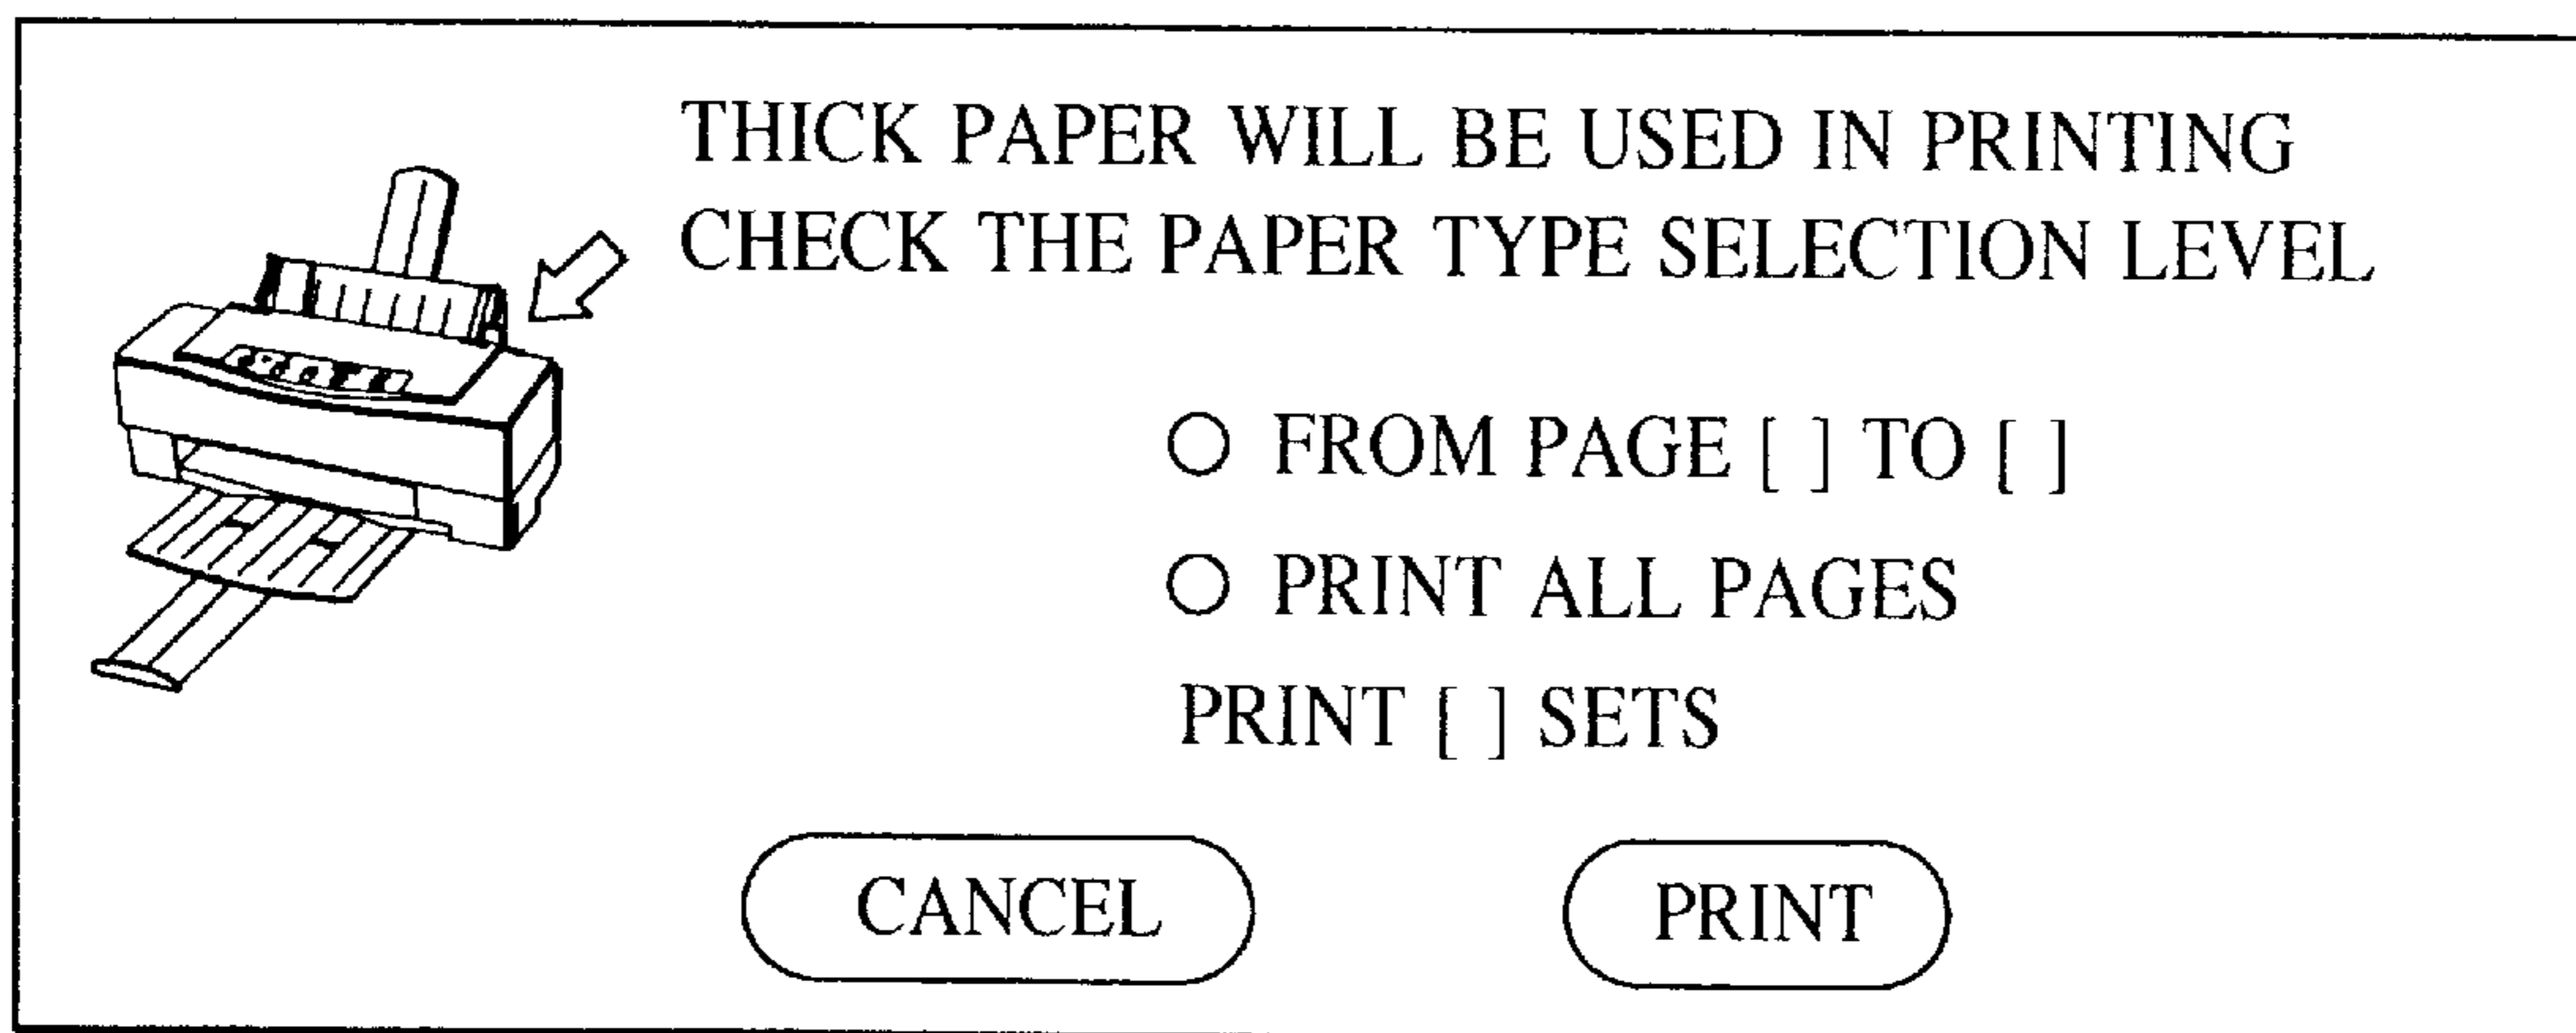 THICK PAPER WILL BE USED IN PRINTING
CHECK THE PAPER TYPE SELECTION LEVEL
○ FROM PAGE [ ] TO [ ]
○ PRINT ALL PAGES
PRINT [ ] SETS
CANCEL
PRINT